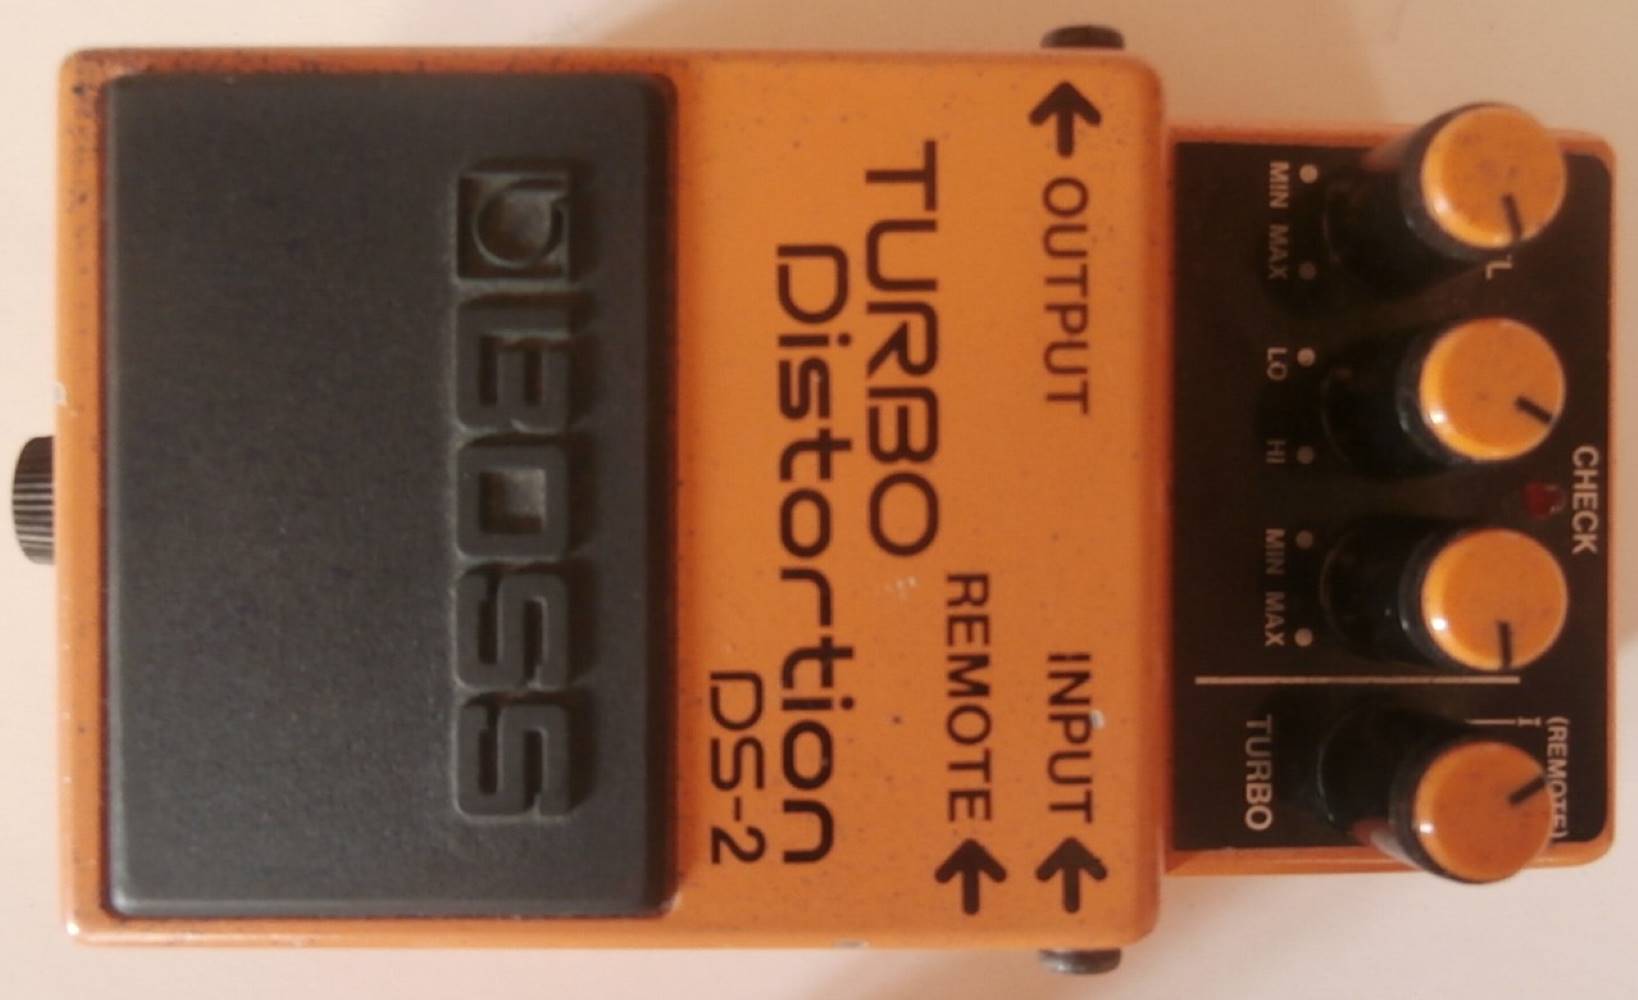 CHECK
(REMOTE)
I
MIN MAX
LO HI
MIN MAX
TURBO
OUTPUT
INPUT
REMOTE
TURBO
Distortion
DS-2
BOSS